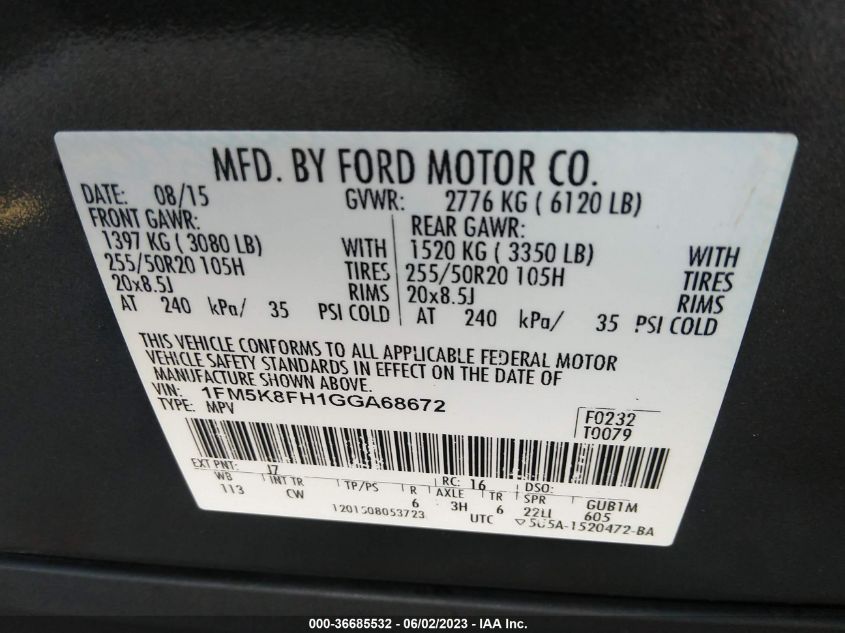 MFD. BY FORD MOTOR CO.
DATE: 08/15 GVWR: 2776 KG ( 6120 LB)
FRONT GAWR: REAR GAWR:
1397 KG ( 3080 LB) WITH 1520 KG ( 3350 LB) WITH
255/50R20 105H TIRES 255/50R20 105H TIRES
20x8.5J RIMS 20x8.5J RIMS
AT 240 kPa/ 35 PSI COLD AT 240 kPa/ 35 PSI COLD
THIS VEHICLE CONFORMS TO ALL APPLICABLE FEDERAL MOTOR
VEHICLE SAFETY STANDARDS IN EFFECT ON THE DATE OF
MANUFACTURE SHOWN ABOVE.
VIN: 1FM5K8FH1GGA68672
TYPE: MPV
F0232
T0079
EXT PNT: J7 RC: 16 DSO:
WB INT TR TP/PS R AXLE TR SPR GUB1M
113 CW 6 3H 6 22LL 605
1201508053723 UTC 5U5A-1520472-BA
000-36685532 - 06/02/2023 - IAA Inc.